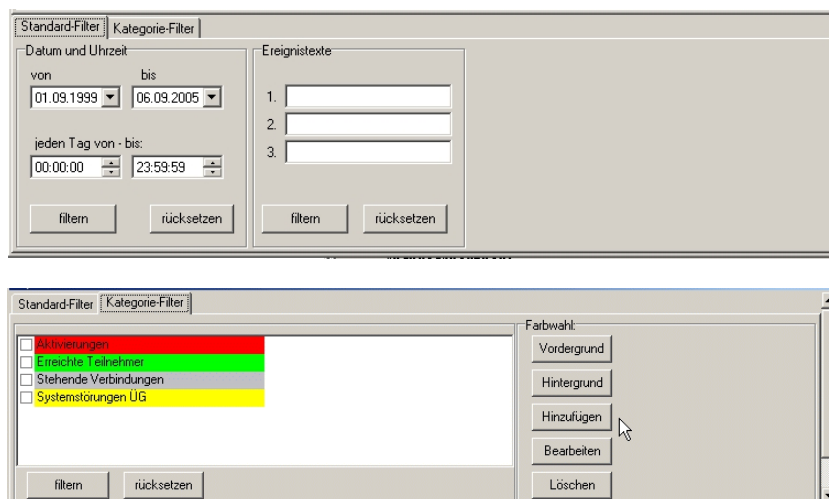 Standard-Filter Kategorie-Filter
Datum und Uhrzeit
von bis
01.09.1999 06.09.2005
jeden Tag von - bis:
00:00:00 23:59:59
filtern rücksetzen
Ereignistexte
1.
2.
3.
filtern rücksetzen
Standard-Filter Kategorie-Filter
Aktivierungen
Erreichte Teilnehmer
Stehende Verbindungen
Systemstörungen ÜG
filtern rücksetzen
Farbwahl:
Vordergrund
Hintergrund
Hinzufügen
Bearbeiten
Löschen